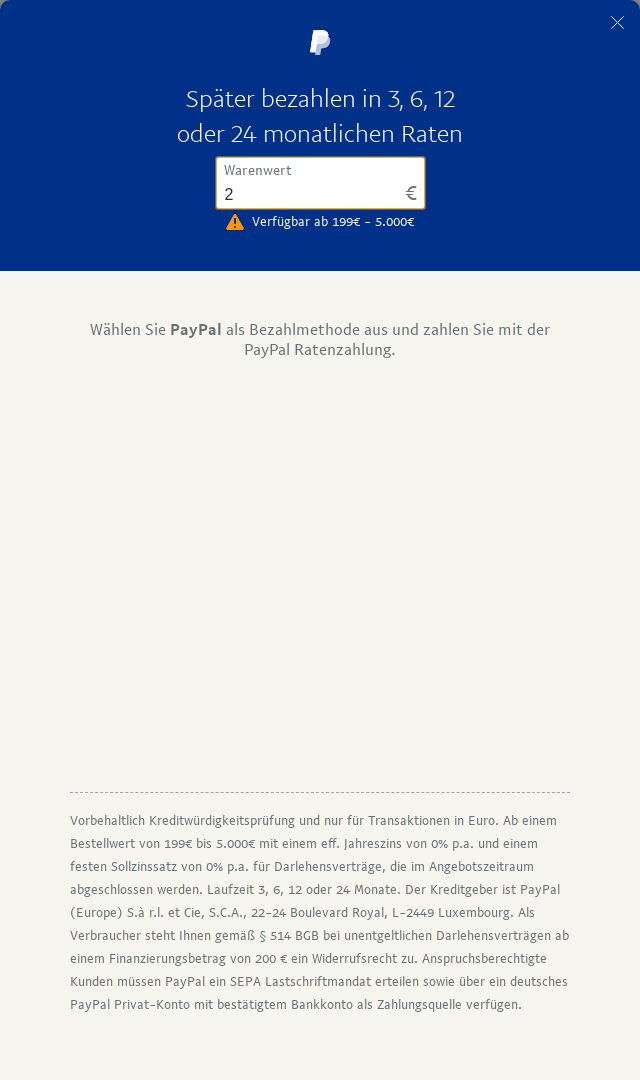 Später bezahlen in 3, 6, 12
oder 24 monatlichen Raten
Warenwert
2 €
Verfügbar ab 199€ - 5.000€
Wählen Sie PayPal als Bezahlmethode aus und zahlen Sie mit der
PayPal Ratenzahlung.
Vorbehaltlich Kreditwürdigkeitsprüfung und nur für Transaktionen in Euro. Ab einem
Bestellwert von 199€ bis 5.000€ mit einem eff. Jahreszins von 0% p.a. und einem
festen Sollzinssatz von 0% p.a. für Darlehensverträge, die im Angebotszeitraum
abgeschlossen werden. Laufzeit 3, 6, 12 oder 24 Monate. Der Kreditgeber ist PayPal
(Europe) S.à r.l. et Cie, S.C.A., 22-24 Boulevard Royal, L-2449 Luxembourg. Als
Verbraucher steht Ihnen gemäß § 514 BGB bei unentgeltlichen Darlehensverträgen ab
einem Finanzierungsbetrag von 200 € ein Widerrufsrecht zu. Anspruchsberechtigte
Kunden müssen PayPal ein SEPA Lastschriftmandat erteilen sowie über ein deutsches
PayPal Privat-Konto mit bestätigtem Bankkonto als Zahlungsquelle verfügen.